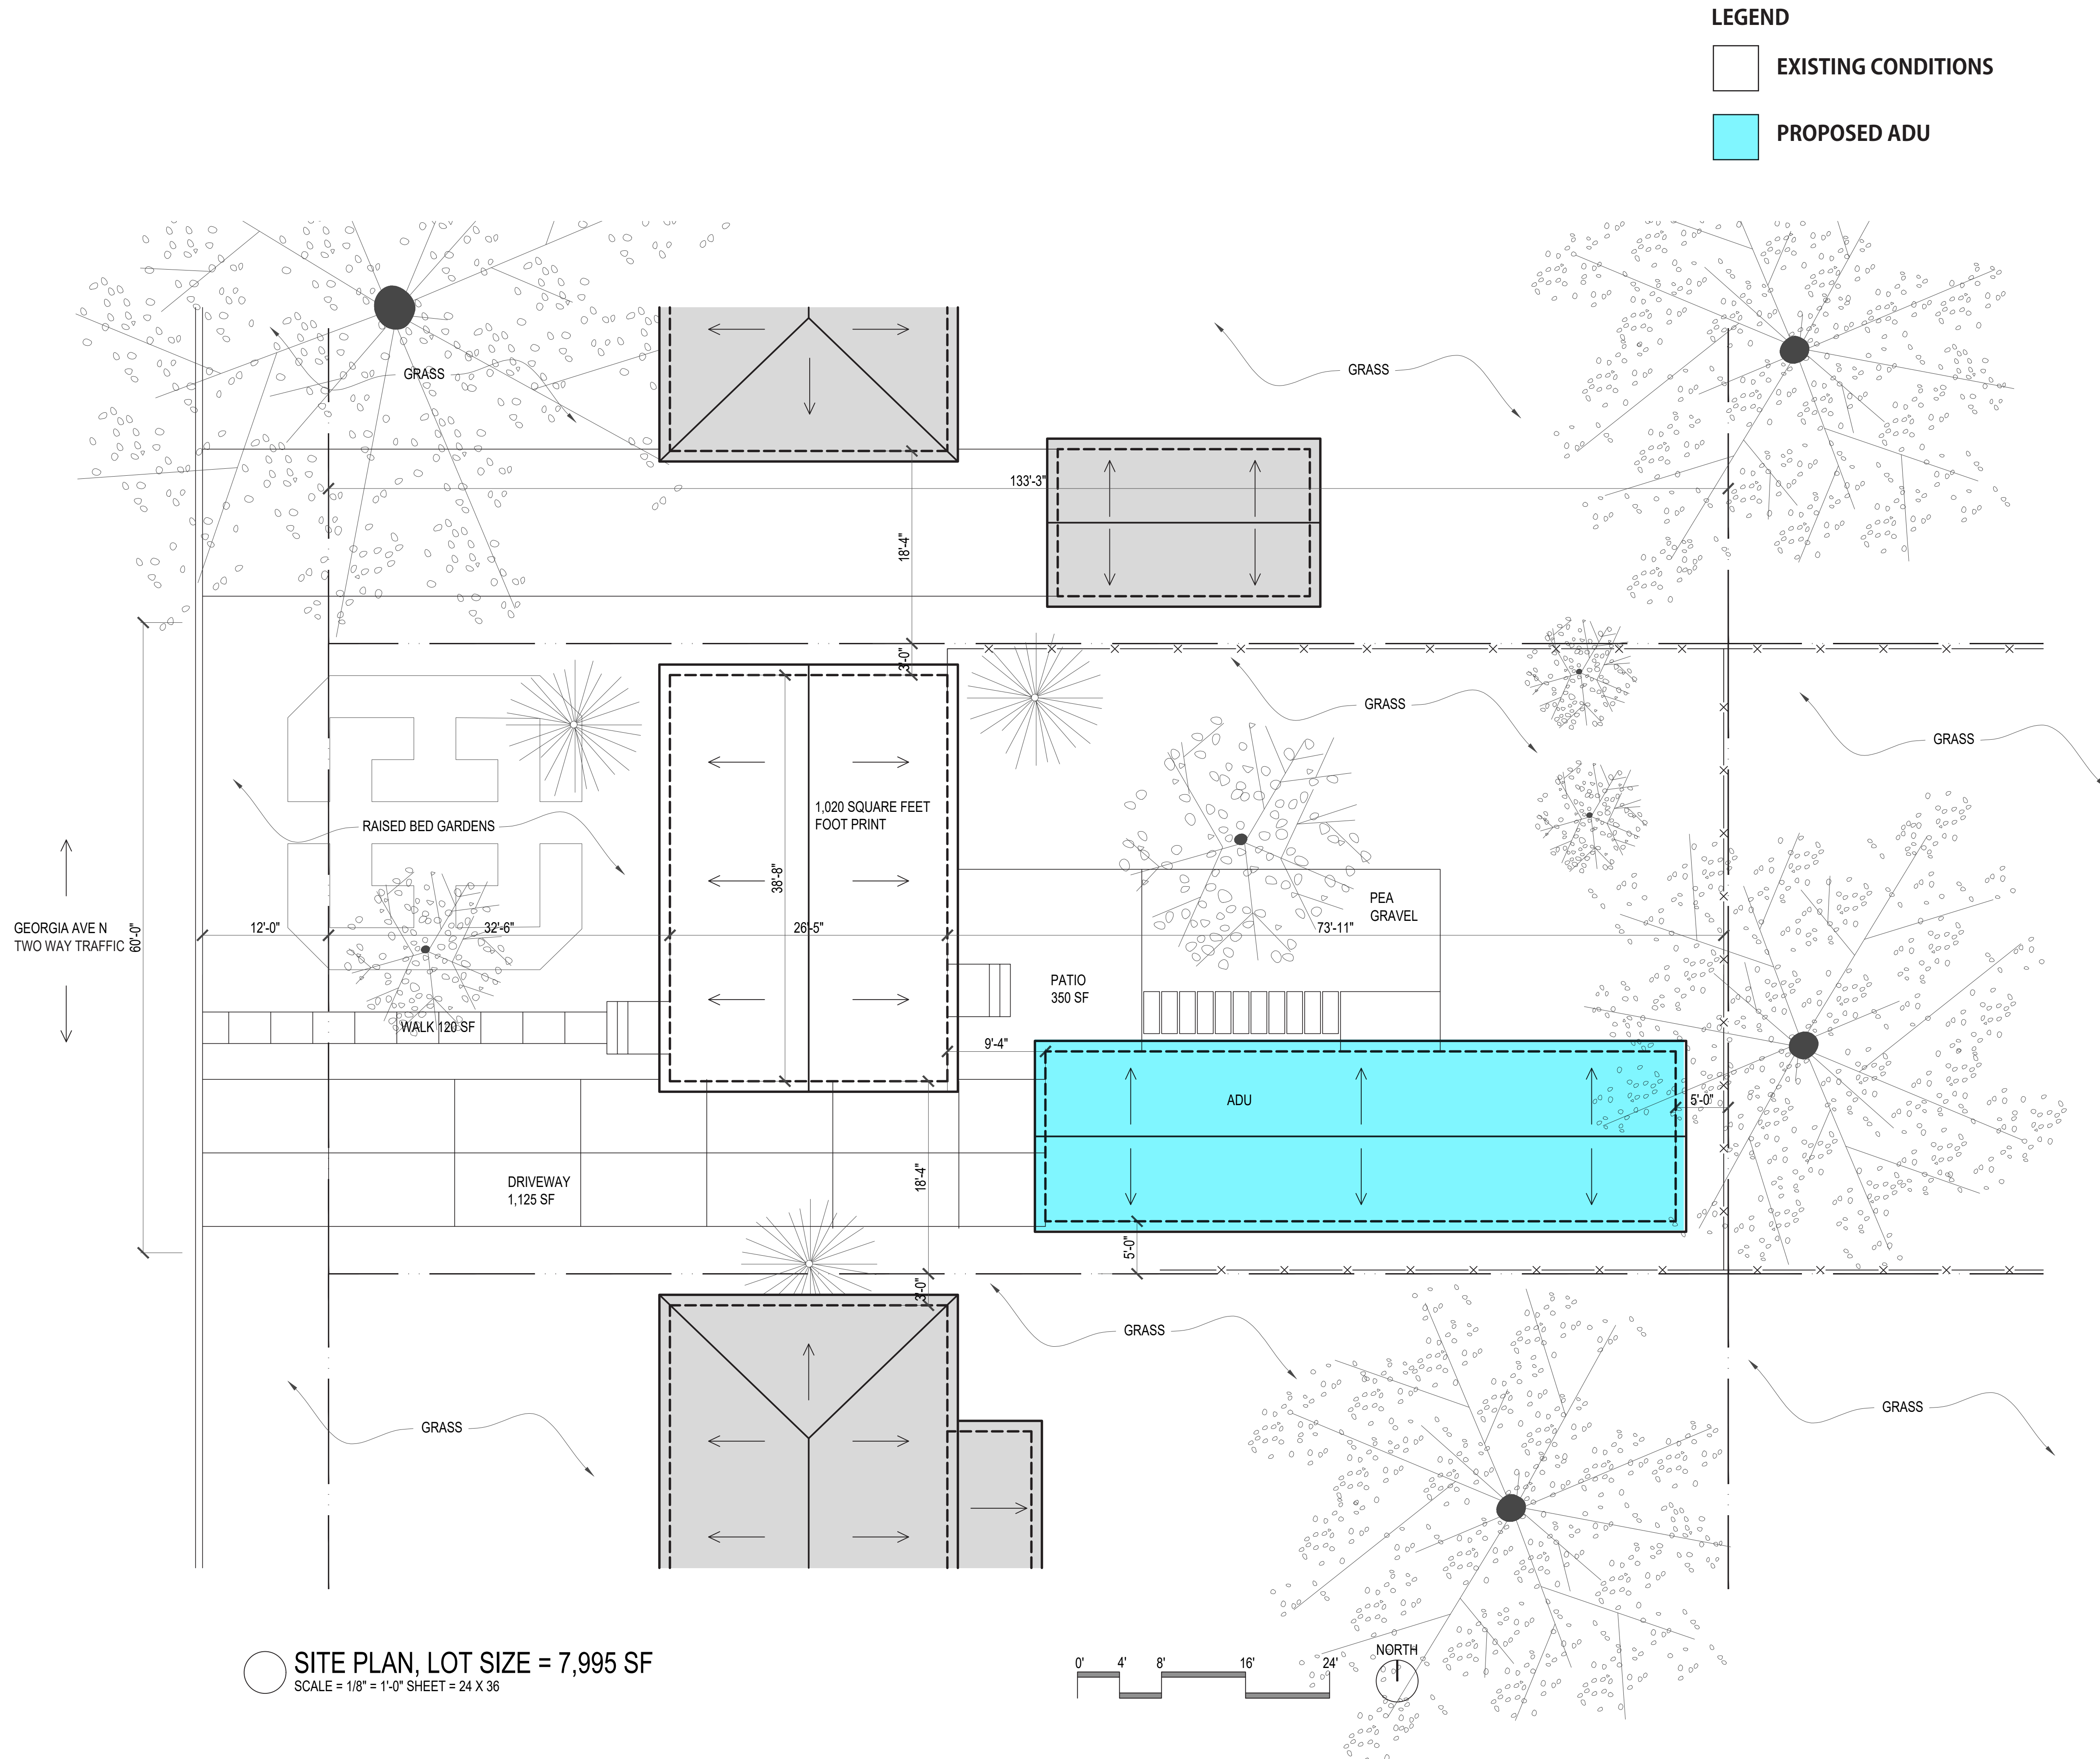 LEGEND
EXISTING CONDITIONS
PROPOSED ADU
GRASS
GRASS
133'-3"
18'-4"
3'-0"
GRASS
GRASS
1,020 SQUARE FEET
FOOT PRINT
RAISED BED GARDENS
38'-8"
PEA
GRAVEL
GEORGIA AVE N
TWO WAY TRAFFIC
60'-0"
12'-0"
32'-6"
26'-5"
73'-11"
PATIO
350 SF
WALK 120 SF
9'-4"
ADU
5'-0"
DRIVEWAY
1,125 SF
18'-4"
5'-0"
3'-0"
GRASS
GRASS
GRASS
SITE PLAN, LOT SIZE = 7,995 SF
SCALE = 1/8" = 1'-0" SHEET = 24 X 36
0' 4' 8' 16' 24'
NORTH